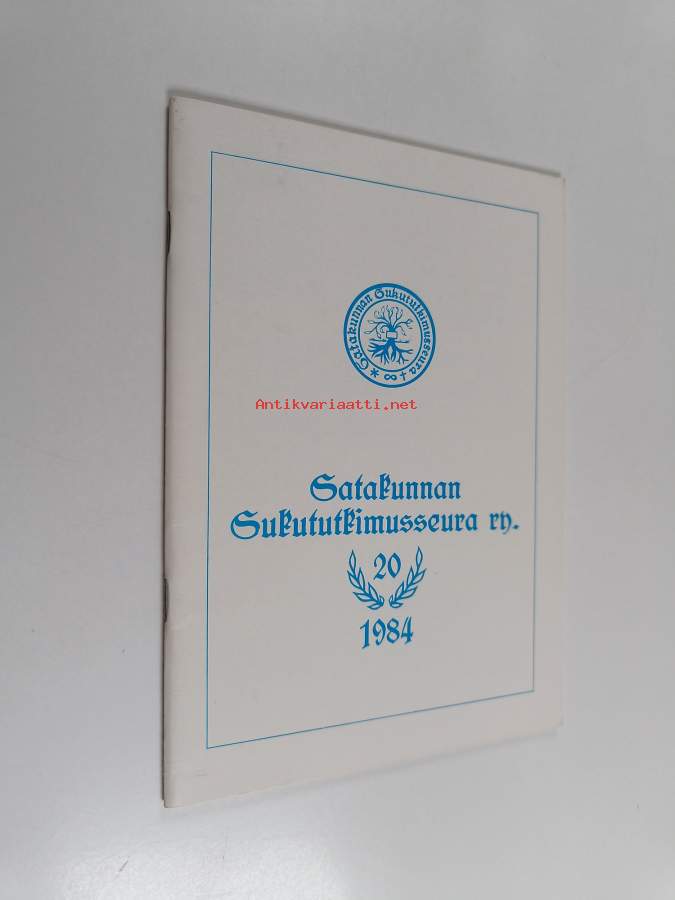 Satakunnan Sukututkimusseura
Antikvariaatti.net
Satakunnan
Sukututkimusseura ry.
20
1984